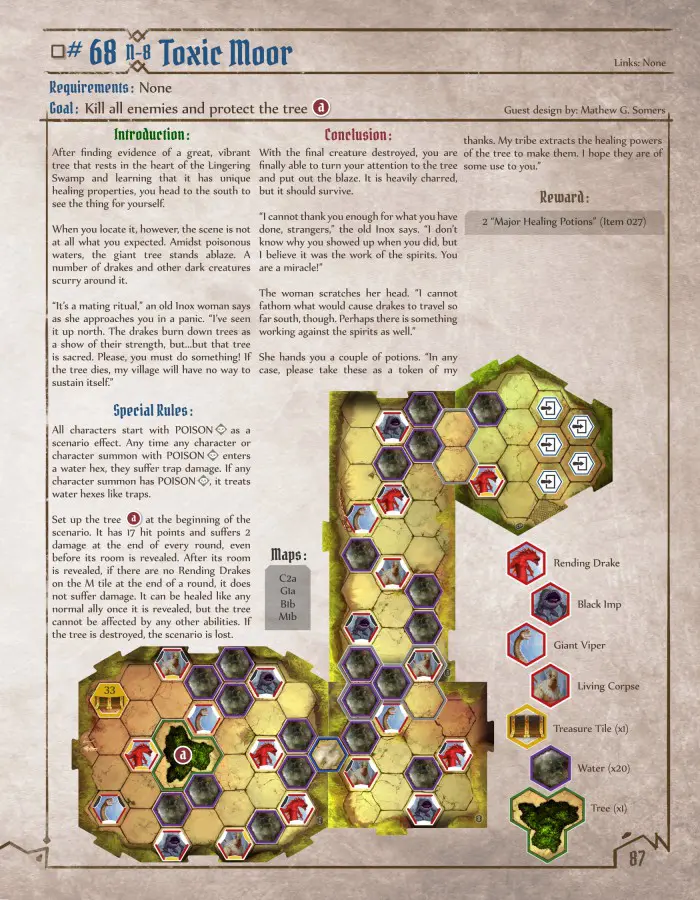 # 68 N-8 Toxic Moor
Links: None
Requirements: None
Goal: Kill all enemies and protect the tree a
Guest design by: Mathew G. Somers
Introduction:
After finding evidence of a great, vibrant
tree that rests in the heart of the Lingering
Swamp and learning that it has unique
healing properties, you head to the south to
see the thing for yourself.
When you locate it, however, the scene is not
at all what you expected. Amidst poisonous
waters, the giant tree stands ablaze. A
number of drakes and other dark creatures
scurry around it.
"It's a mating ritual," an old Inox woman says
as she approaches you in a panic. "I've seen
it up north. The drakes burn down trees as
a show of their strength, but...but that tree
is sacred. Please, you must do something! If
the tree dies, my village will have no way to
sustain itself."
Special Rules:
All characters start with POISON as a
scenario effect. Any time any character or
character summon with POISON enters
a water hex, they suffer trap damage. If any
character summon has POISON, it treats
water hexes like traps.
Set up the tree a at the beginning of the
scenario. It has 17 hit points and suffers 2
damage at the end of every round, even
before its room is revealed. After its room
is revealed, if there are no Rending Drakes
on the M tile at the end of a round, it does
not suffer damage. It can be healed like any
normal ally once it is revealed, but the tree
cannot be affected by any other abilities. If
the tree is destroyed, the scenario is lost.
Conclusion:
With the final creature destroyed, you are
finally able to turn your attention to the tree
and put out the blaze. It is heavily charred,
but it should survive.
"I cannot thank you enough for what you have
done, strangers," the old Inox says. "I don't
know why you showed up when you did, but
I believe it was the work of the spirits. You
are a miracle!"
The woman scratches her head. "I cannot
fathom what would cause drakes to travel so
far south, though. Perhaps there is something
working against the spirits as well."
She hands you a couple of potions. "In any
case, please take these as a token of my
thanks. My tribe extracts the healing powers
of the tree to make them. I hope they are of
some use to you."
Reward:
2 "Major Healing Potions" (Item 027)
Maps:
C2a
G1a
B1b
M1b
33
a
Rending Drake
Black Imp
Giant Viper
Living Corpse
Treasure Tile (x1)
Water (x20)
Tree (x1)
87